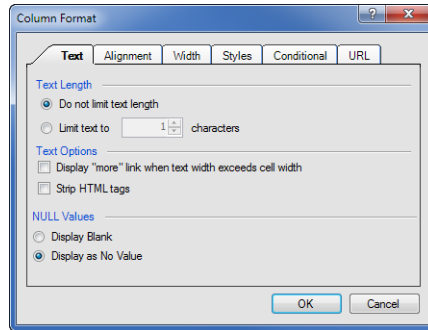 Column Format
Text Alignment Width Styles Conditional URL
Text Length
Do not limit text length
Limit text to 1 characters
Text Options
Display "more" link when text width exceeds cell width
Strip HTML tags
NULL Values
Display Blank
Display as No Value
OK Cancel